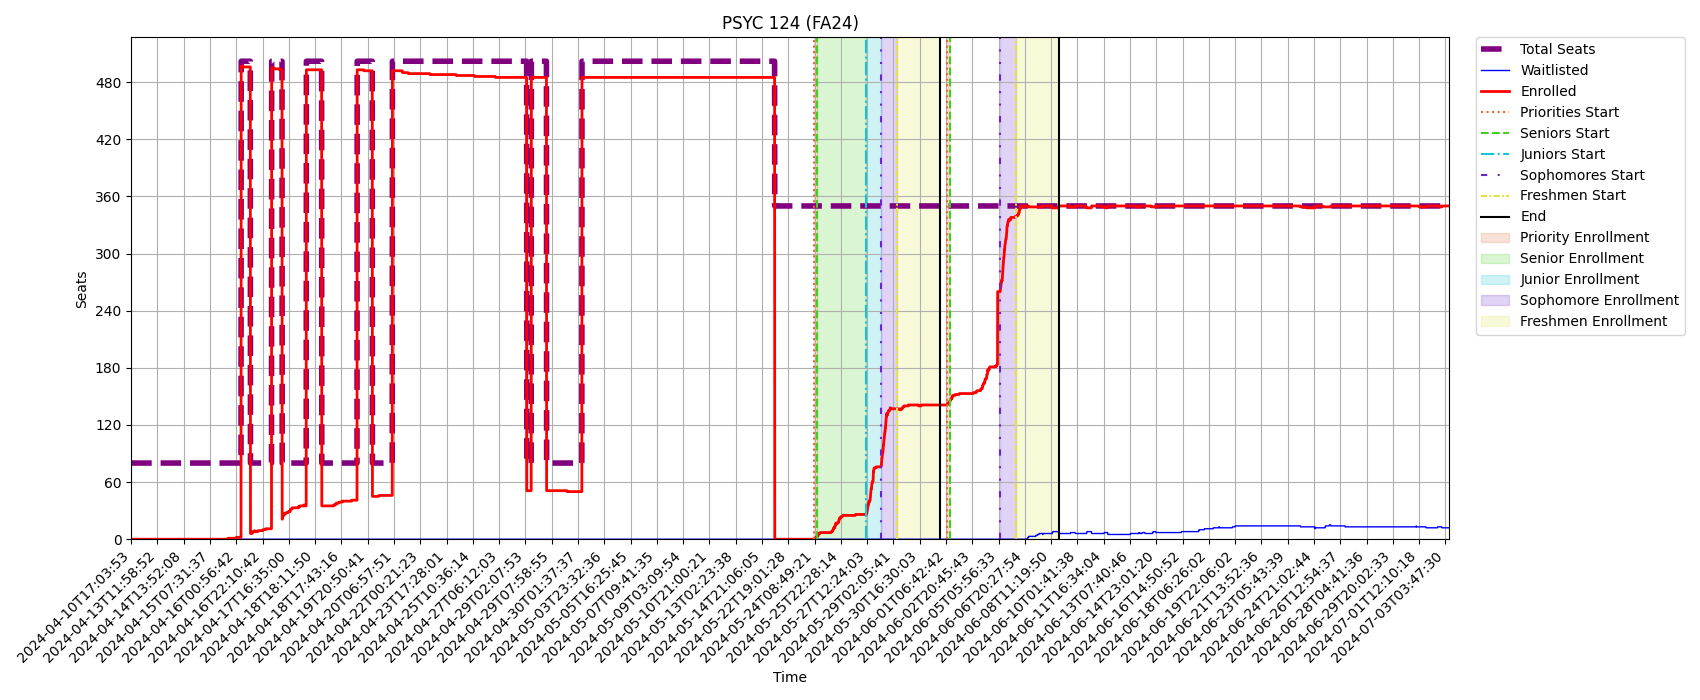 PSYC 124 (FA24)
Seats
480
420
360
300
240
180
120
60
0
2024-04-10T17:03:53
2024-04-13T11:58:52
2024-04-14T13:52:08
2024-04-15T07:31:37
2024-04-16T00:56:42
2024-04-16T22:10:42
2024-04-17T16:35:00
2024-04-18T18:11:50
2024-04-18T17:43:16
2024-04-19T20:50:41
2024-04-20T06:57:51
2024-04-22T00:21:23
2024-04-23T17:28:01
2024-04-25T10:36:14
2024-04-27T06:12:03
2024-04-29T02:07:53
2024-04-29T07:58:55
2024-04-30T01:37:37
2024-05-03T23:32:36
2024-05-05T16:25:45
2024-05-07T09:41:35
2024-05-09T03:09:54
2024-05-10T21:00:21
2024-05-13T02:23:38
2024-05-14T21:06:05
2024-05-22T19:01:28
2024-05-24T08:49:21
2024-05-25T22:28:14
2024-05-27T12:24:03
2024-05-29T02:05:41
2024-05-30T16:30:03
2024-06-01T06:42:42
2024-06-02T20:45:43
2024-06-05T05:56:33
2024-06-06T20:27:54
2024-06-08T11:19:50
2024-06-10T01:41:38
2024-06-11T16:34:04
2024-06-13T07:40:46
2024-06-14T23:01:20
2024-06-16T14:50:52
2024-06-18T06:26:02
2024-06-19T22:06:02
2024-06-21T13:52:36
2024-06-23T05:43:39
2024-06-24T21:02:44
2024-06-26T12:54:37
2024-06-28T04:41:36
2024-06-29T20:02:33
2024-07-01T12:10:18
2024-07-03T03:47:30
Time
Total Seats
Waitlisted
Enrolled
Priorities Start
Seniors Start
Juniors Start
Sophomores Start
Freshmen Start
End
Priority Enrollment
Senior Enrollment
Junior Enrollment
Sophomore Enrollment
Freshmen Enrollment